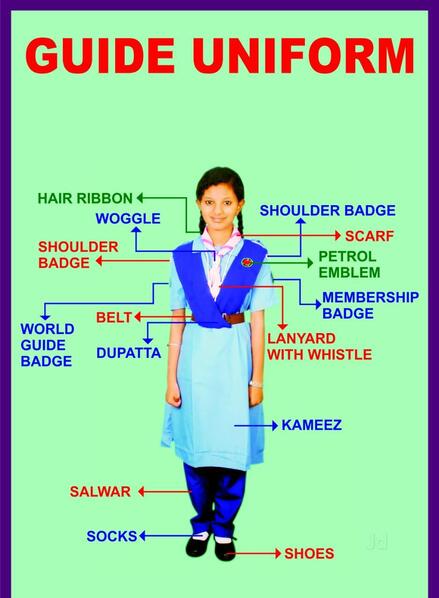 GUIDE UNIFORM
HAIR RIBBON
WOGGLE
SHOULDER BADGE
SCARF
SHOULDER
BADGE
PETROL
EMBLEM
MEMBERSHIP
BADGE
BELT
WORLD
GUIDE
BADGE
DUPATTA
LANYARD
WITH WHISTLE
KAMEEZ
SALWAR
SOCKS
SHOES
Jd